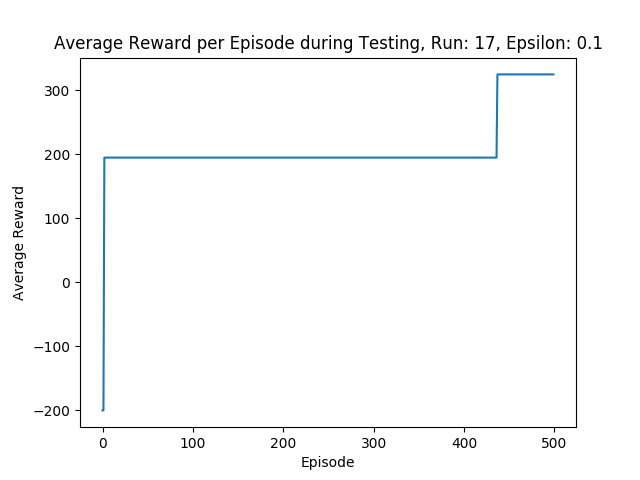 Average Reward per Episode during Testing, Run: 17, Epsilon: 0.1
300
200
100
0
−100
−200
Average Reward
0 100 200 300 400 500
Episode